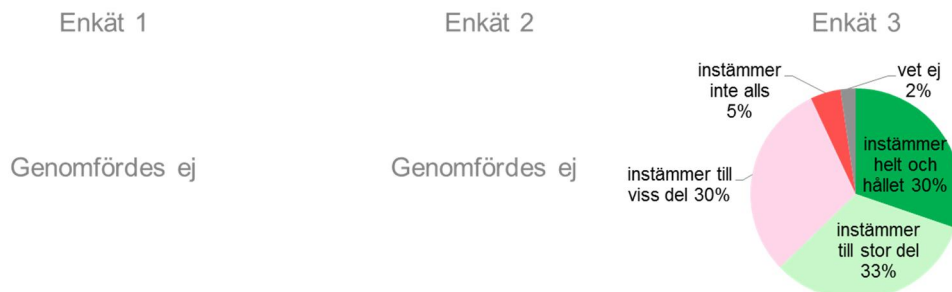 Enkät 1
Enkät 2
Enkät 3
Genomfördes ej
Genomfördes ej
instämmer
inte alls
5%
vet ej
2%
instämmer
helt och
hållet 30%
instämmer till
viss del 30%
instämmer
till stor del
33%